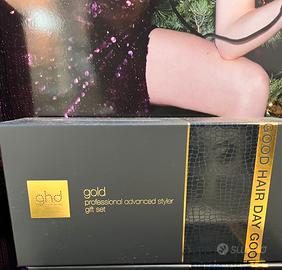 ghd
gold
professional advanced styler
gift set
GOOD HAIR DAY GOO